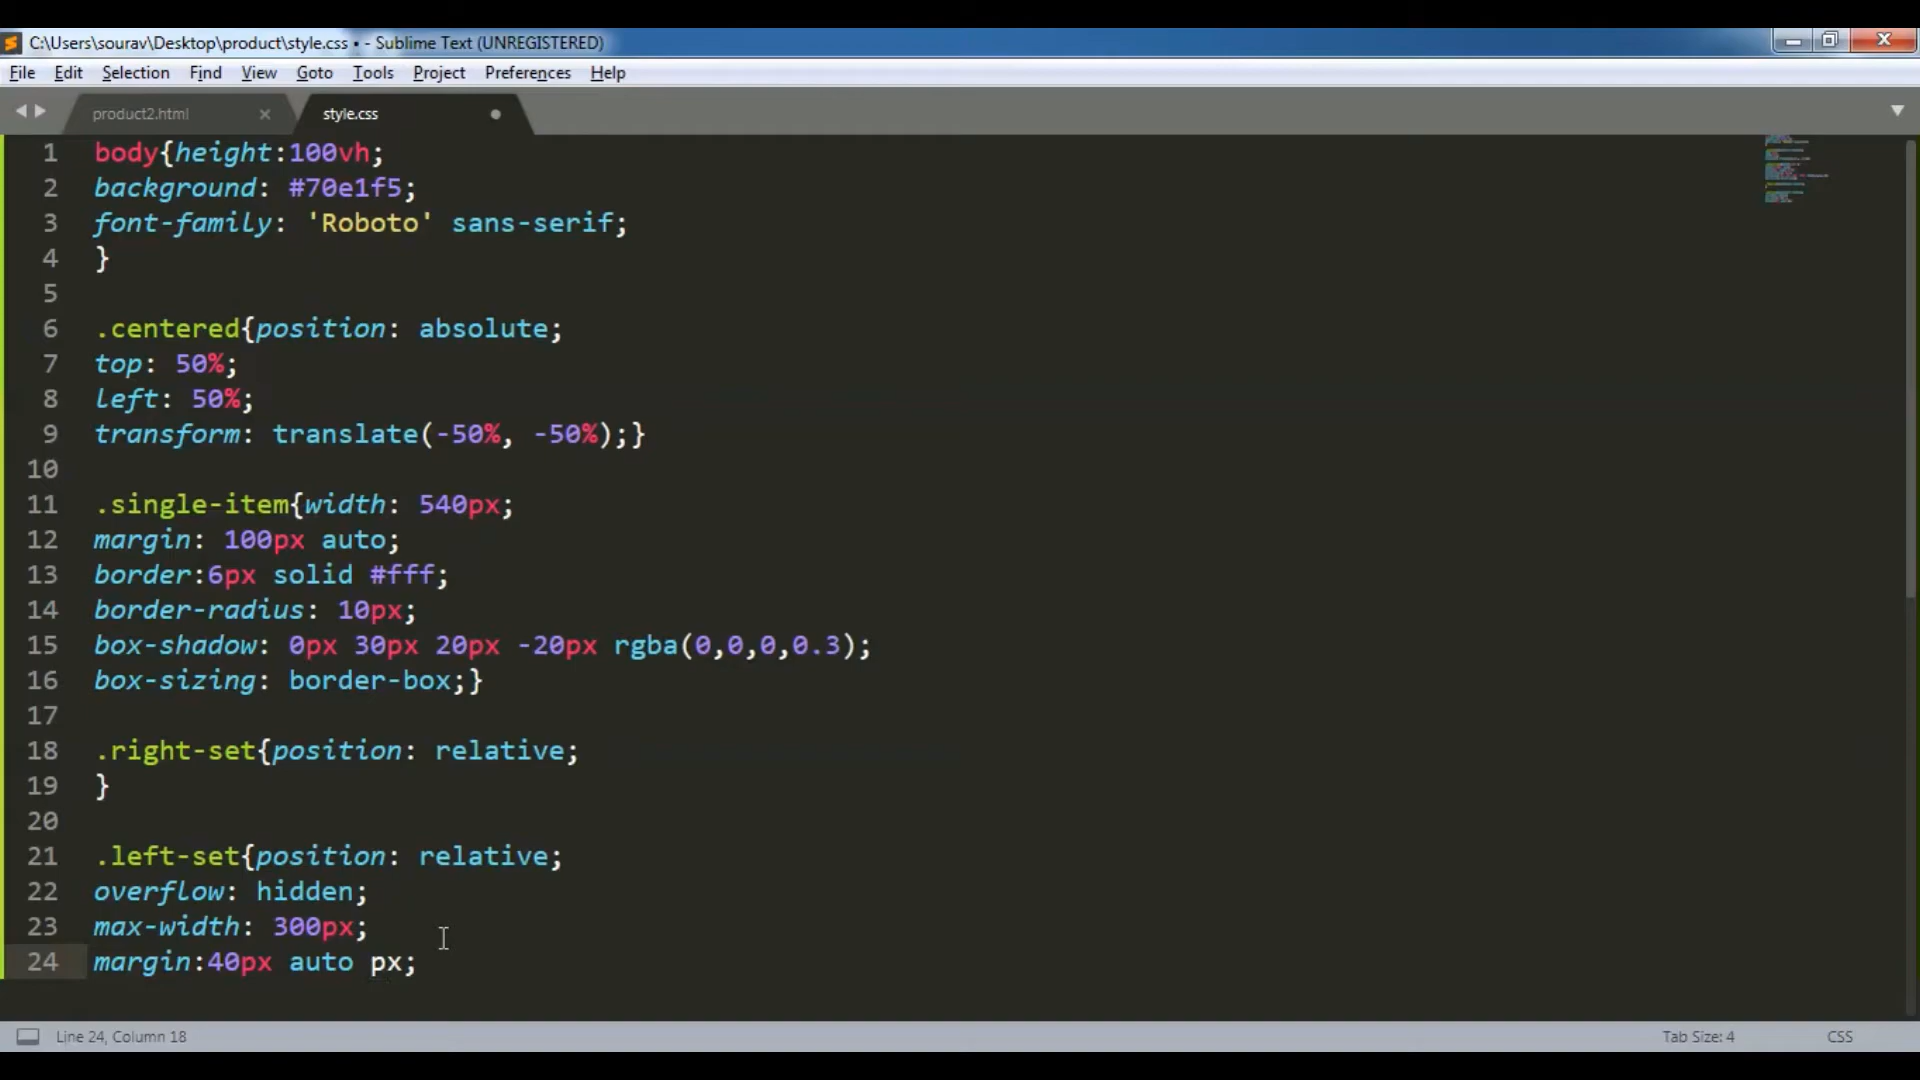 C:\Users\sourav\Desktop\product\style.css • - Sublime Text (UNREGISTERED)
File Edit Selection Find View Goto Tools Project Preferences Help
product2.html × style.css
1 body{height:100vh;
2 background: #70e1f5;
3 font-family: 'Roboto' sans-serif;
4 }
5
6 .centered{position: absolute;
7 top: 50%;
8 left: 50%;
9 transform: translate(-50%, -50%);}
10
11 .single-item{width: 540px;
12 margin: 100px auto;
13 border:6px solid #fff;
14 border-radius: 10px;
15 box-shadow: 0px 30px 20px -20px rgba(0,0,0,0.3);
16 box-sizing: border-box;}
17
18 .right-set{position: relative;
19 }
20
21 .left-set{position: relative;
22 overflow: hidden;
23 max-width: 300px;
24 margin:40px auto px;
Line 24, Column 18 Tab Size: 4 CSS